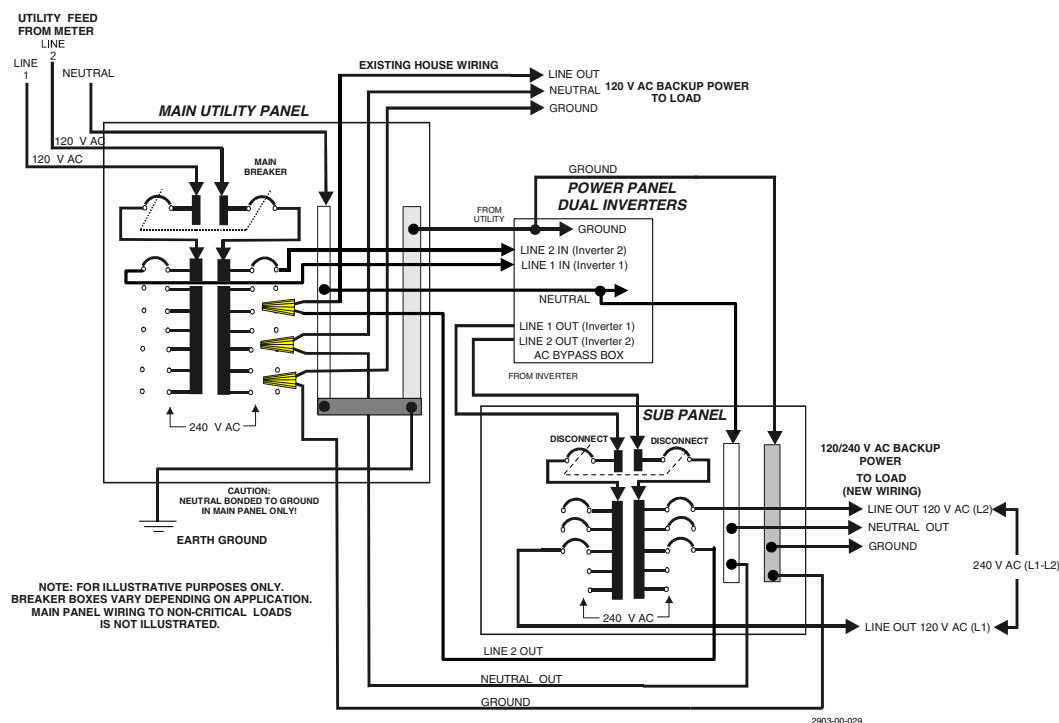 UTILITY FEED
FROM METER
LINE
2
LINE
1
NEUTRAL
EXISTING HOUSE WIRING
LINE OUT
NEUTRAL
GROUND
120 V AC BACKUP POWER
TO LOAD
MAIN UTILITY PANEL
120 V AC
120 V AC
MAIN
BREAKER
GROUND
POWER PANEL
DUAL INVERTERS
FROM
UTILITY
GROUND
LINE 2 IN (Inverter 2)
LINE 1 IN (Inverter 1)
NEUTRAL
LINE 1 OUT (Inverter 1)
LINE 2 OUT (Inverter 2)
AC BYPASS BOX
FROM INVERTER
240 V AC
SUB PANEL
DISCONNECT
DISCONNECT
120/240 V AC BACKUP
POWER
TO LOAD
(NEW WIRING)
LINE OUT 120 V AC (L2)
NEUTRAL OUT
GROUND
240 V AC (L1-L2)
CAUTION:
NEUTRAL BONDED TO GROUND
IN MAIN PANEL ONLY!
EARTH GROUND
NOTE: FOR ILLUSTRATIVE PURPOSES ONLY.
BREAKER BOXES VARY DEPENDING ON APPLICATION.
MAIN PANEL WIRING TO NON-CRITICAL LOADS
IS NOT ILLUSTRATED.
240 V AC
LINE OUT 120 V AC (L1)
LINE 2 OUT
NEUTRAL OUT
GROUND
2903-00-029